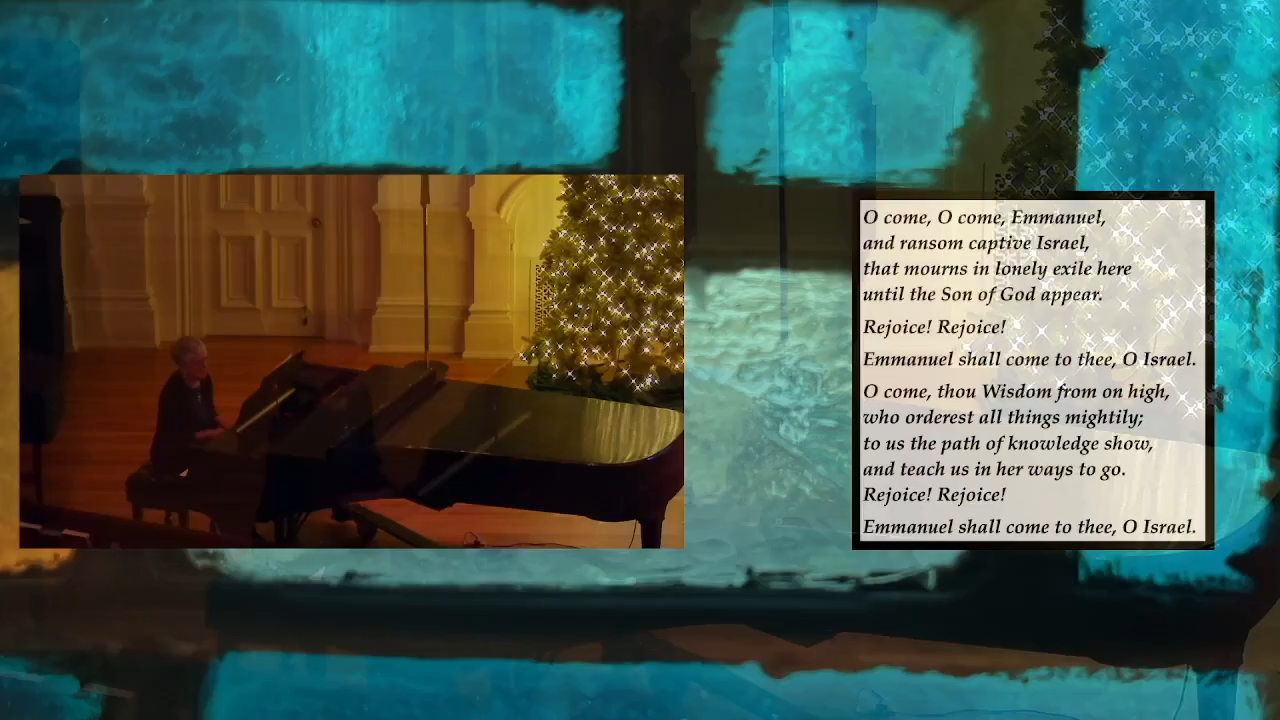 O come, O come, Emmanuel,
and ransom captive Israel,
that mourns in lonely exile here
until the Son of God appear.
Rejoice! Rejoice!
Emmanuel shall come to thee, O Israel.
O come, thou Wisdom from on high,
who orderest all things mightily;
to us the path of knowledge show,
and teach us in her ways to go.
Rejoice! Rejoice!
Emmanuel shall come to thee, O Israel.